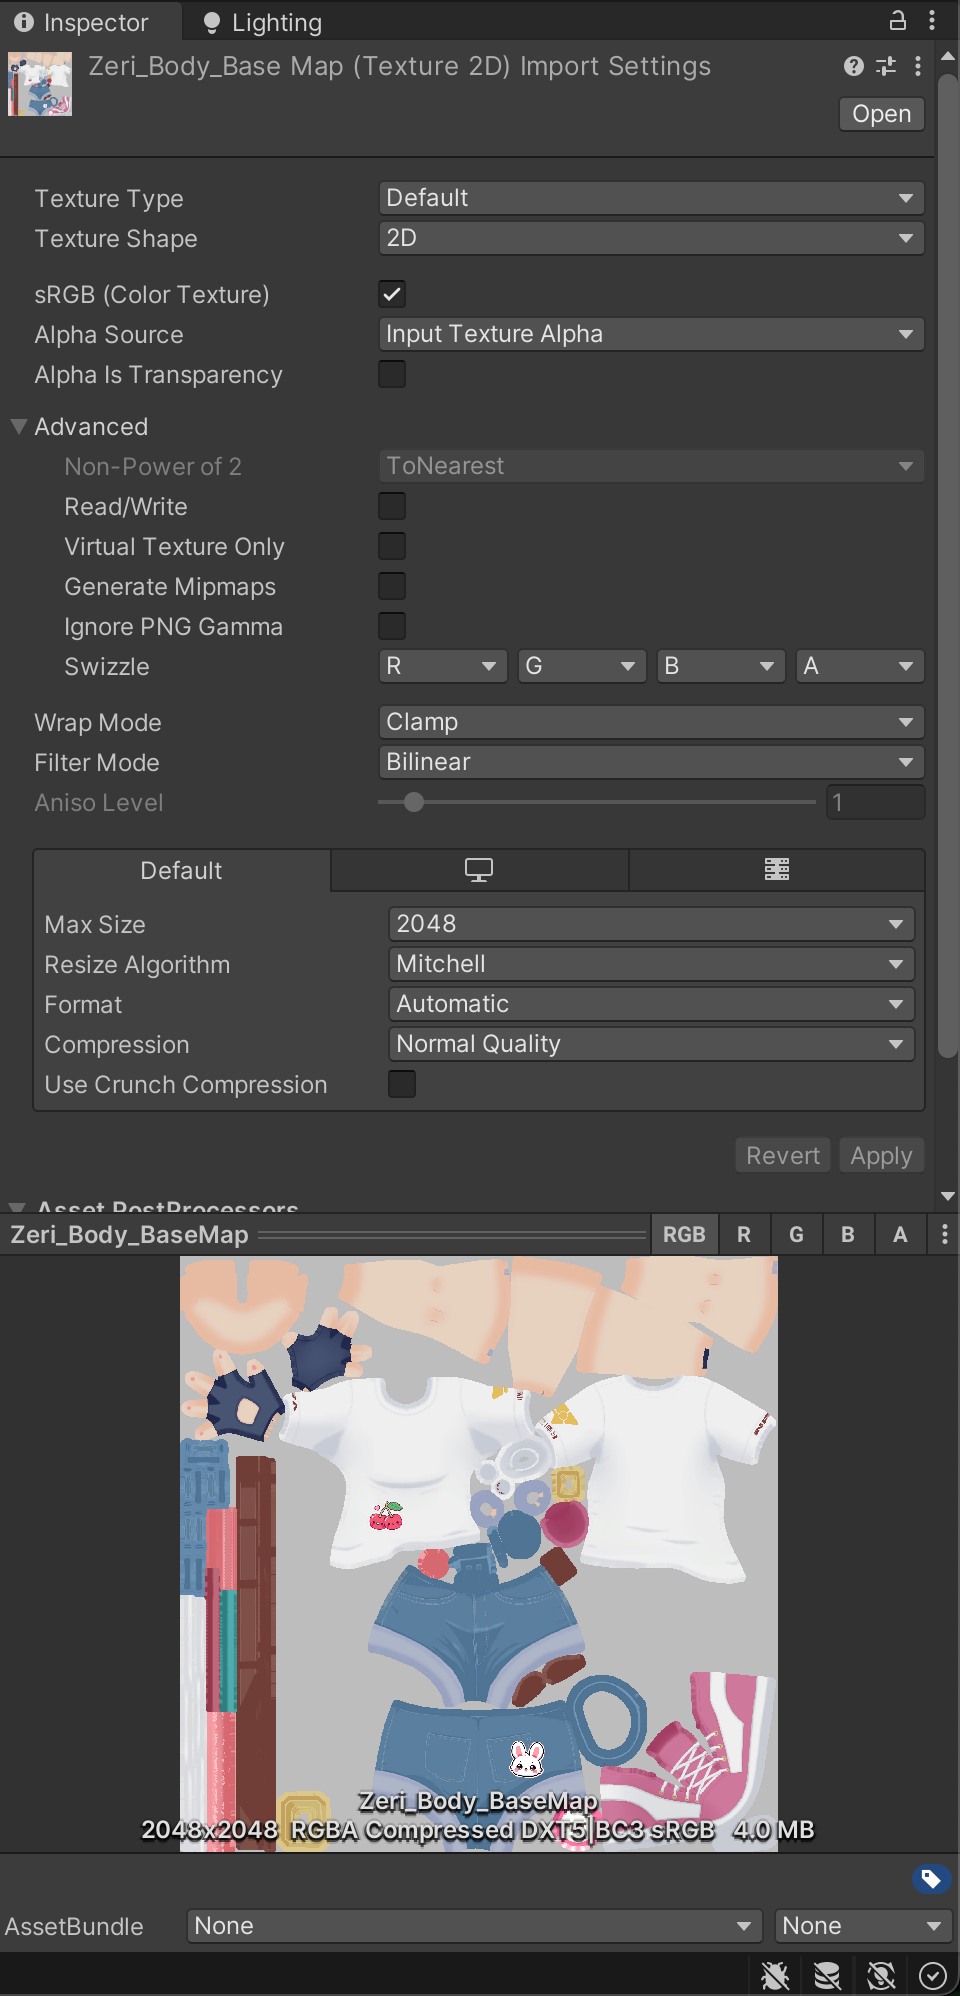 Inspector
Lighting
Zeri_Body_Base Map (Texture 2D) Import Settings
Open
Texture Type
Default
Texture Shape
2D
sRGB (Color Texture)
Alpha Source
Input Texture Alpha
Alpha Is Transparency
Advanced
Non-Power of 2
ToNearest
Read/Write
Virtual Texture Only
Generate Mipmaps
Ignore PNG Gamma
Swizzle
R
G
B
A
Wrap Mode
Clamp
Filter Mode
Bilinear
Aniso Level
1
Default
Max Size
2048
Resize Algorithm
Mitchell
Format
Automatic
Compression
Normal Quality
Use Crunch Compression
Revert
Apply
Asset PostProcessors
Zeri_Body_BaseMap
RGB
R
G
B
A
Zeri_Body_BaseMap
2048x2048 RGBA Compressed DXT5|BC3 sRGB 4.0 MB
AssetBundle
None
None